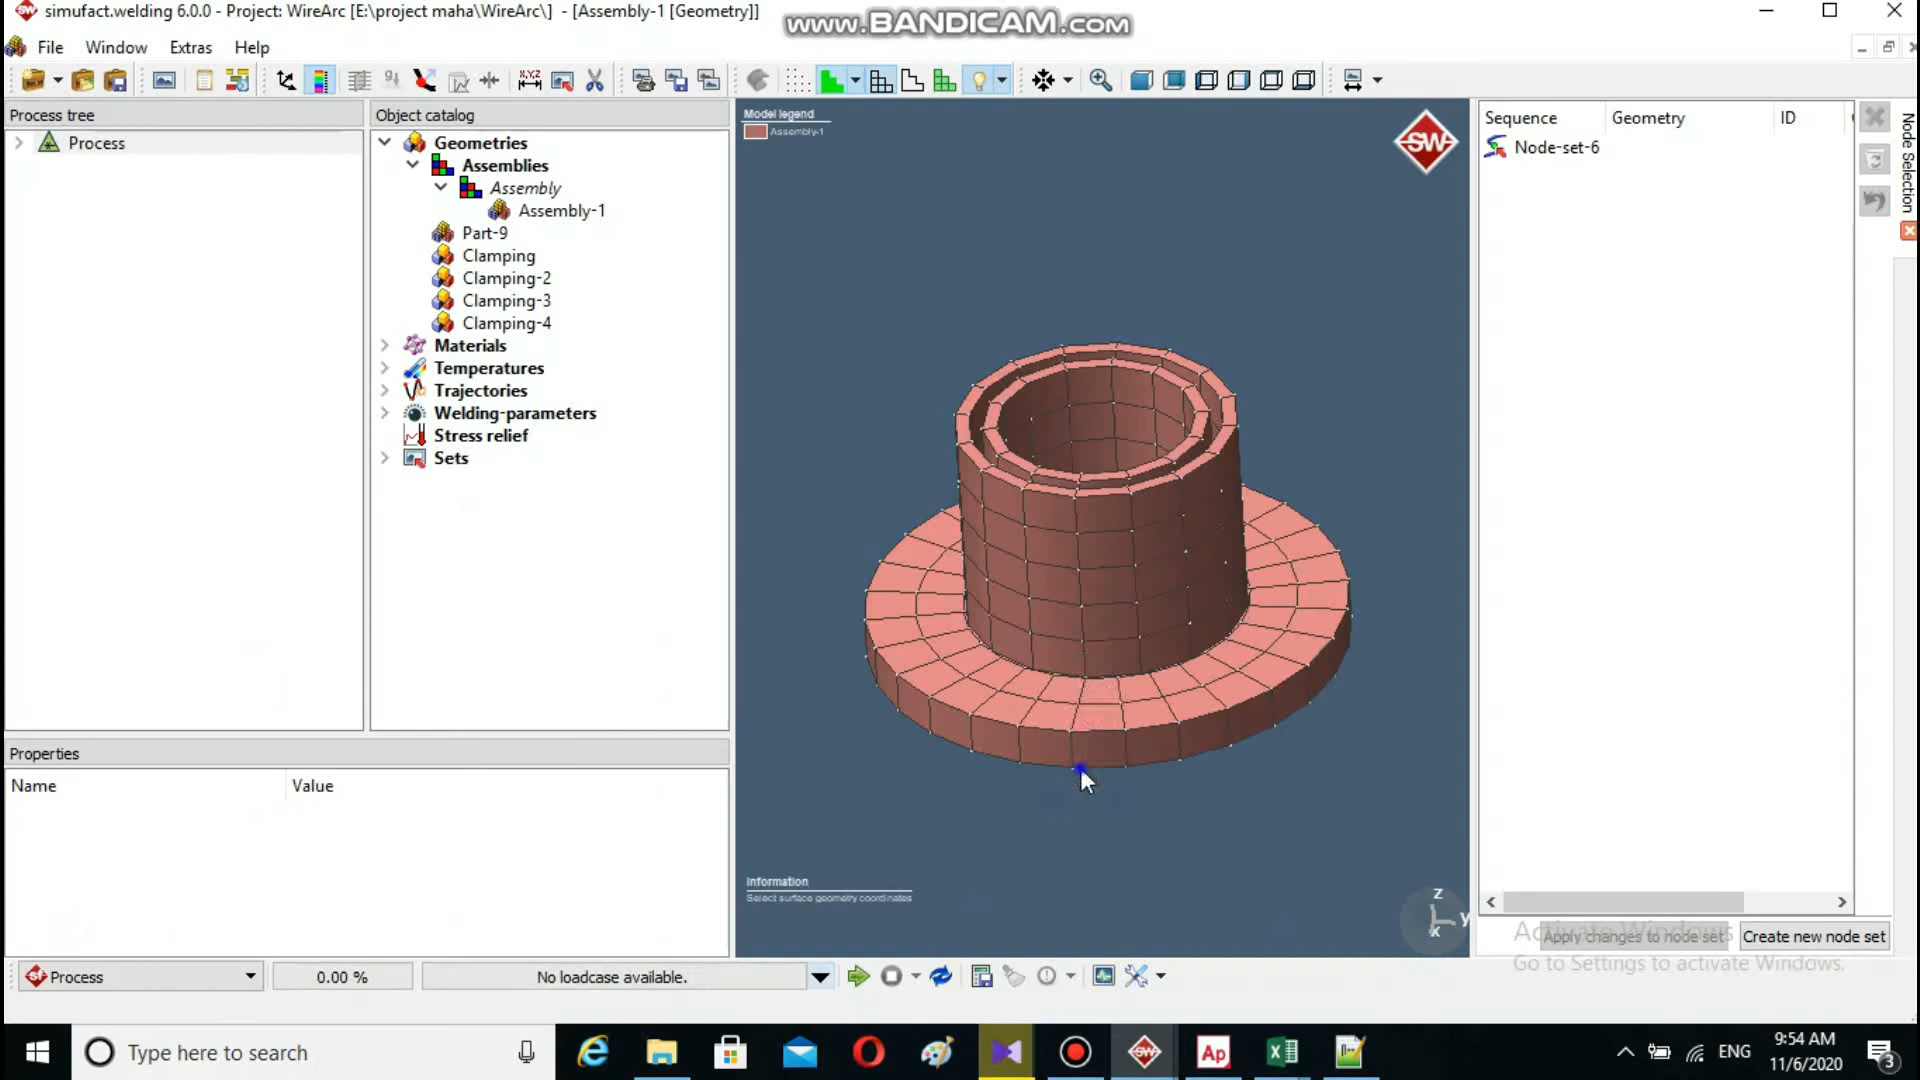 simufact.welding 6.0.0 - Project: WireArc [E:\project maha\WireArc\] - [Assembly-1 [Geometry]]
www.BANDICAM.com
File Window Extras Help
Process tree
Process
Object catalog
Geometries
Assemblies
Assembly
Assembly-1
Part-9
Clamping
Clamping-2
Clamping-3
Clamping-4
Materials
Temperatures
Trajectories
Welding-parameters
Stress relief
Sets
Properties
Name Value
Model legend
Assembly-1
SW
Information
Select surface geometry coordinates
z
y
x
Sequence Geometry ID
Node-set-6
Node Selection
Apply changes to node set Create new node set
Activate Windows
Go to Settings to activate Windows.
Process 0.00 % No loadcase available.
Type here to search
Ap
ENG
9:54 AM
11/6/2020
3